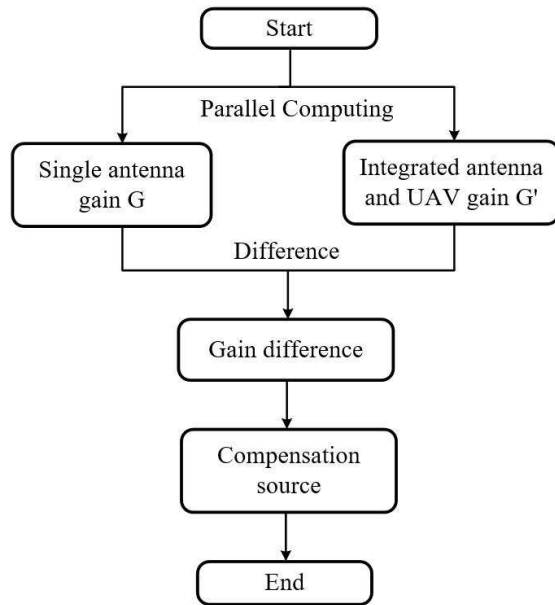 Start
Parallel Computing
Single antenna
gain G
Integrated antenna
and UAV gain G'
Difference
Gain difference
Compensation
source
End